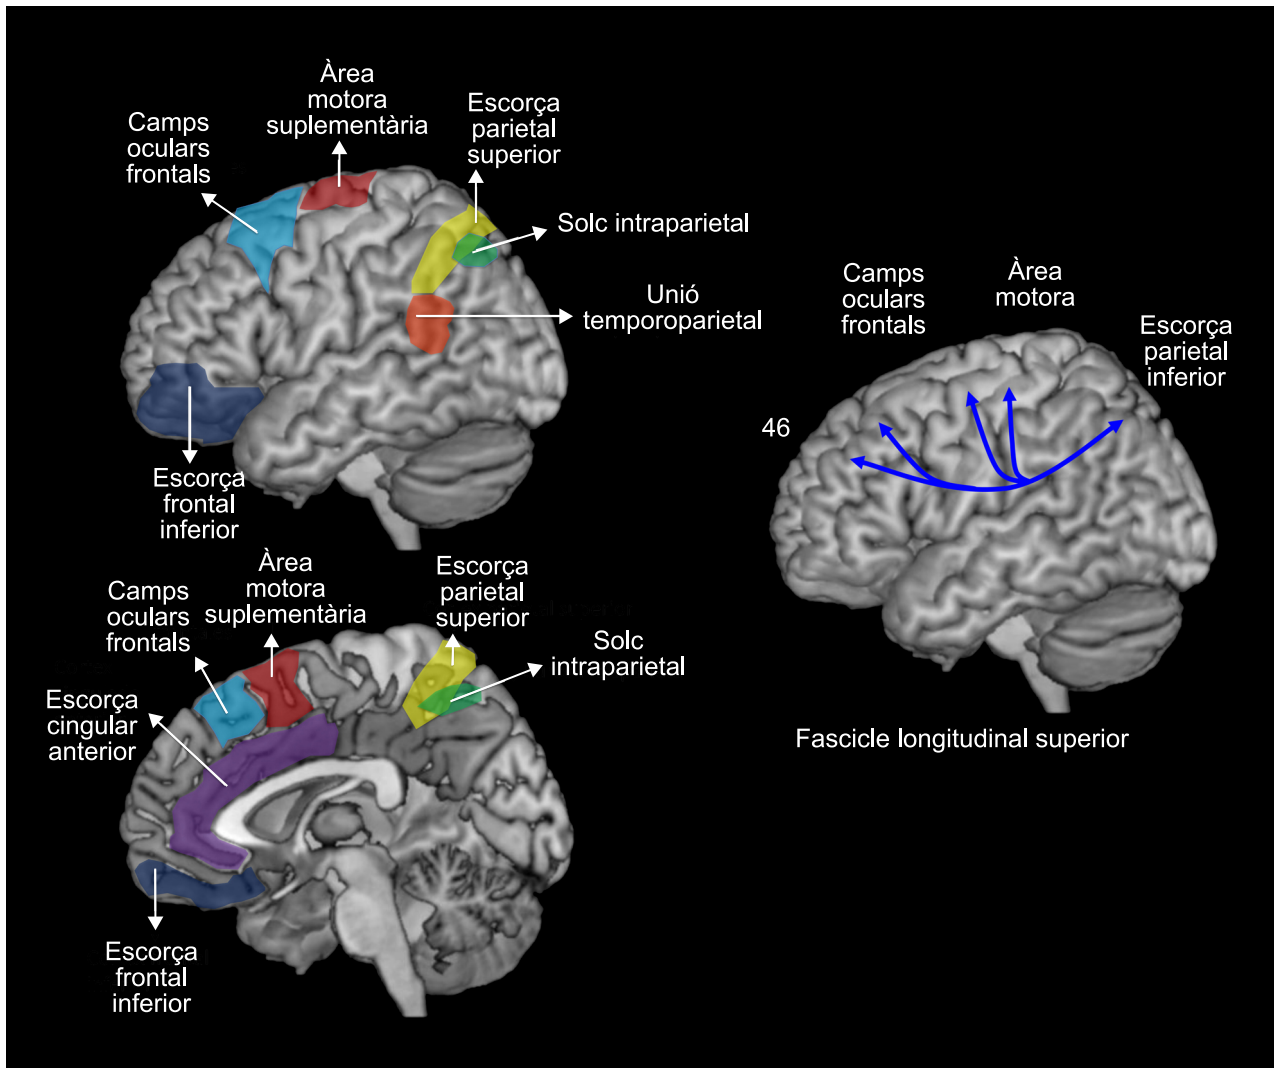 Àrea
motora
suplementària
Camps
oculars
frontals
Escorça
parietal
superior
Solc intraparietal
Unió
temporoparietal
Escorça
frontal
inferior
Camps
oculars
frontals
Àrea
motora
Escorça
parietal
inferior
46
Fascicle longitudinal superior
Àrea
motora
suplementària
Camps
oculars
frontals
Escorça
parietal
superior
Solc
intraparietal
Escorça
cingular
anterior
Escorça
frontal
inferior